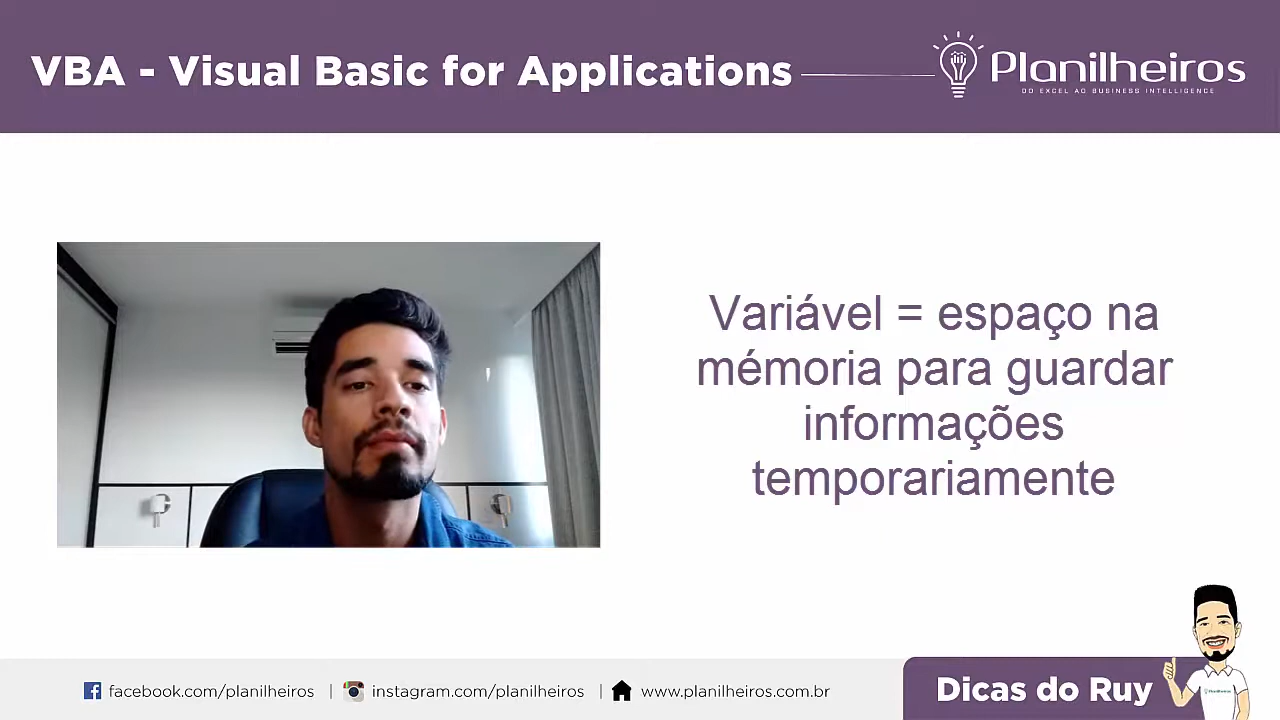 VBA - Visual Basic for Applications
Planilheiros
DO EXCEL AO BUSINESS INTELLIGENCE
Variável = espaço na
mémoria para guardar
informações
temporariamente
facebook.com/planilheiros | instagram.com/planilheiros | www.planilheiros.com.br
Dicas do Ruy
Planilheiros